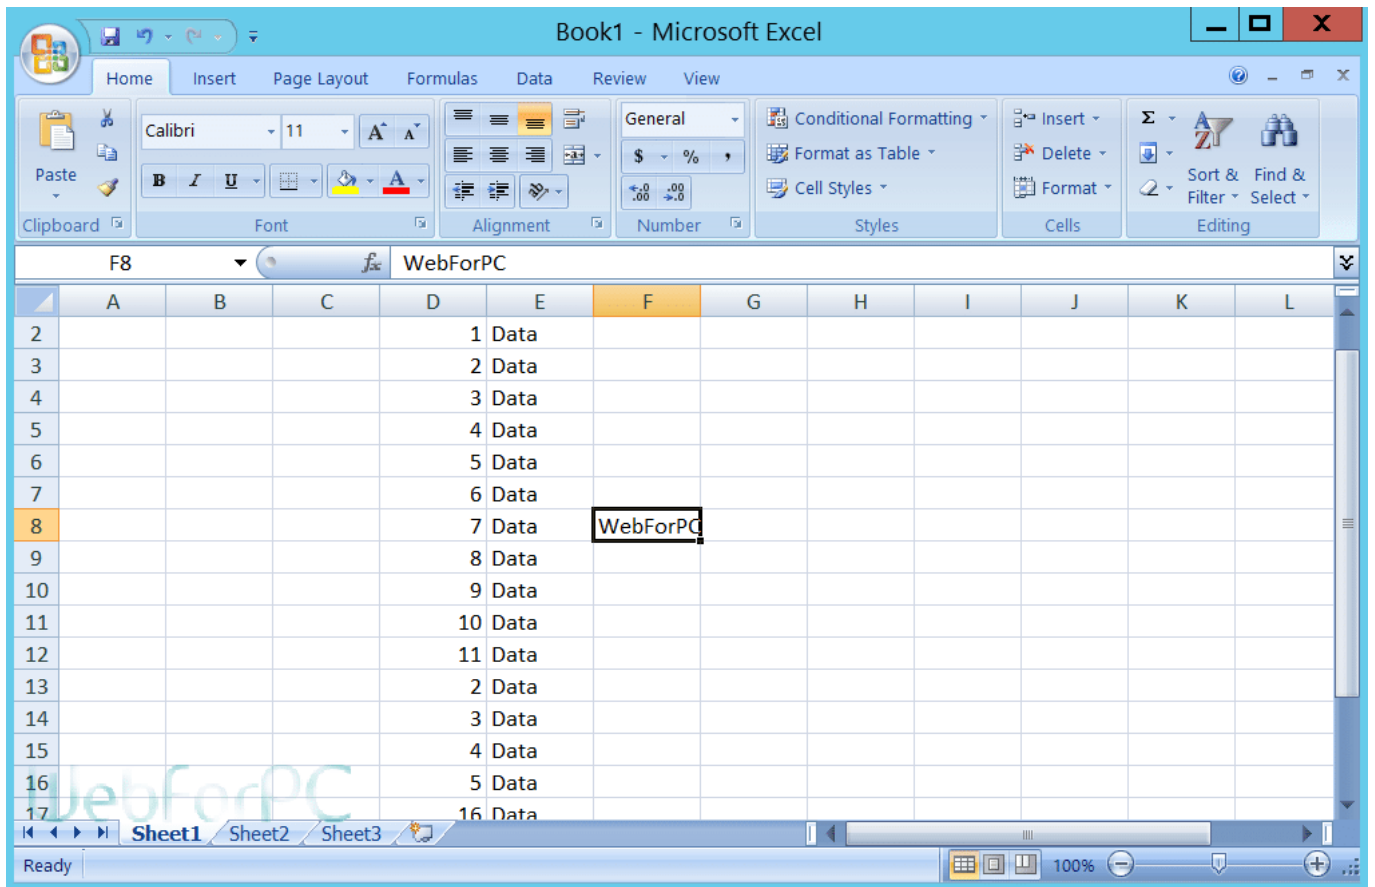 Book1 - Microsoft Excel
Home Insert Page Layout Formulas Data Review View
Calibri 11 General Conditional Formatting Insert Σ
$ % , Format as Table Delete
Paste B I U A Cell Styles Format Sort & Filter Find & Select
Clipboard Font Alignment Number Styles Cells Editing
F8 fx WebForPC
A B C D E F G H I J K L
2 1 Data
3 2 Data
4 3 Data
5 4 Data
6 5 Data
7 6 Data
8 7 Data WebForPC
9 8 Data
10 9 Data
11 10 Data
12 11 Data
13 2 Data
14 3 Data
15 4 Data
16 5 Data
17 16 Data
WebForPC
Sheet1 Sheet2 Sheet3
Ready 100%